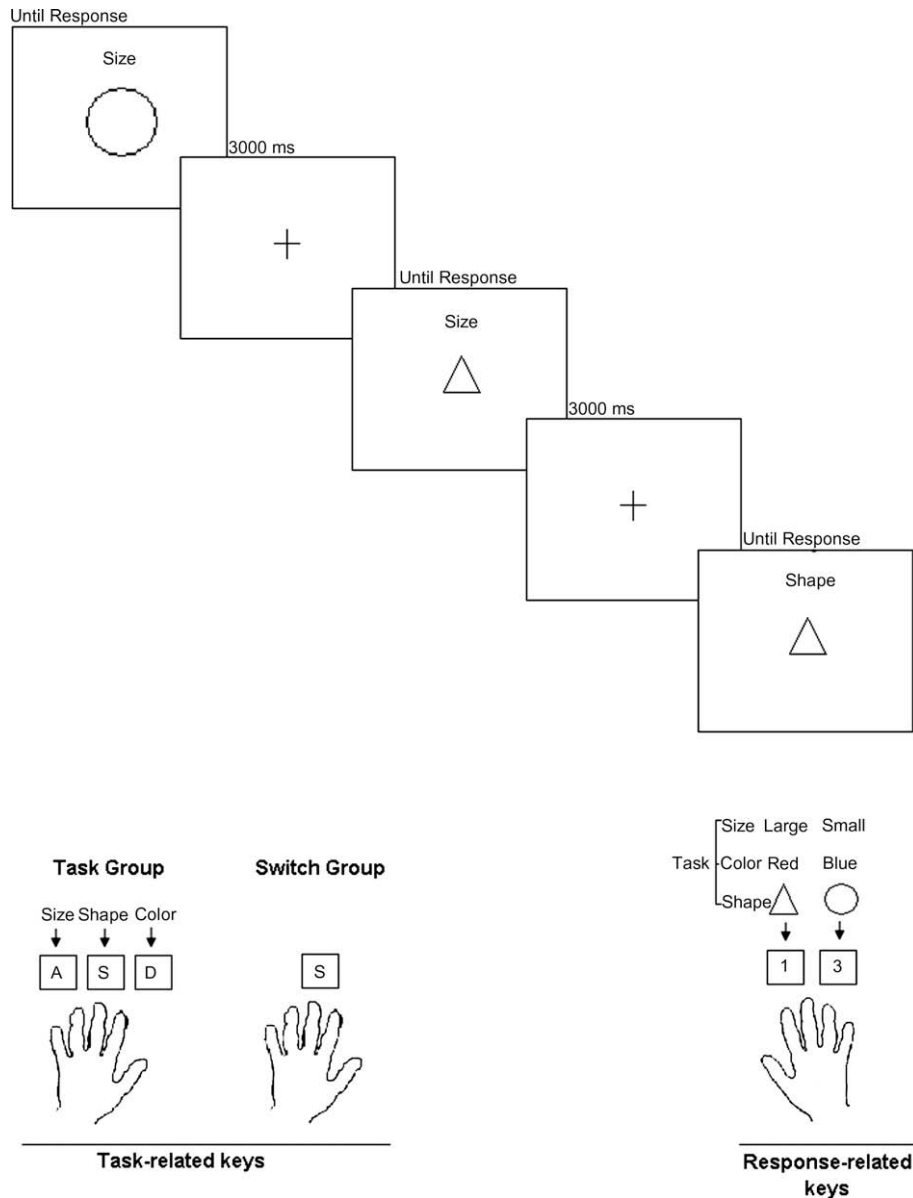 Until Response
Size
3000 ms
Until Response
Size
3000 ms
Until Response
Shape
Size Large Small
Task Color Red Blue
Shape
Task Group Switch Group
Size Shape Color
A S D S 1 3
Task-related keys
Response-related
keys